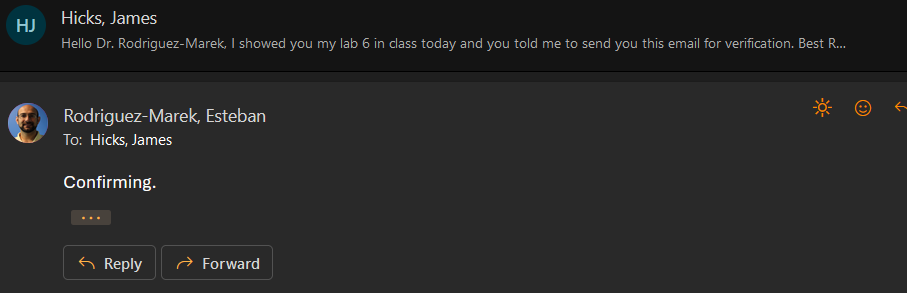 HJ
Hicks, James
Hello Dr. Rodriguez-Marek, I showed you my lab 6 in class today and you told me to send you this email for verification. Best R...
Rodriguez-Marek, Esteban
To: Hicks, James
Confirming.
...
Reply Forward